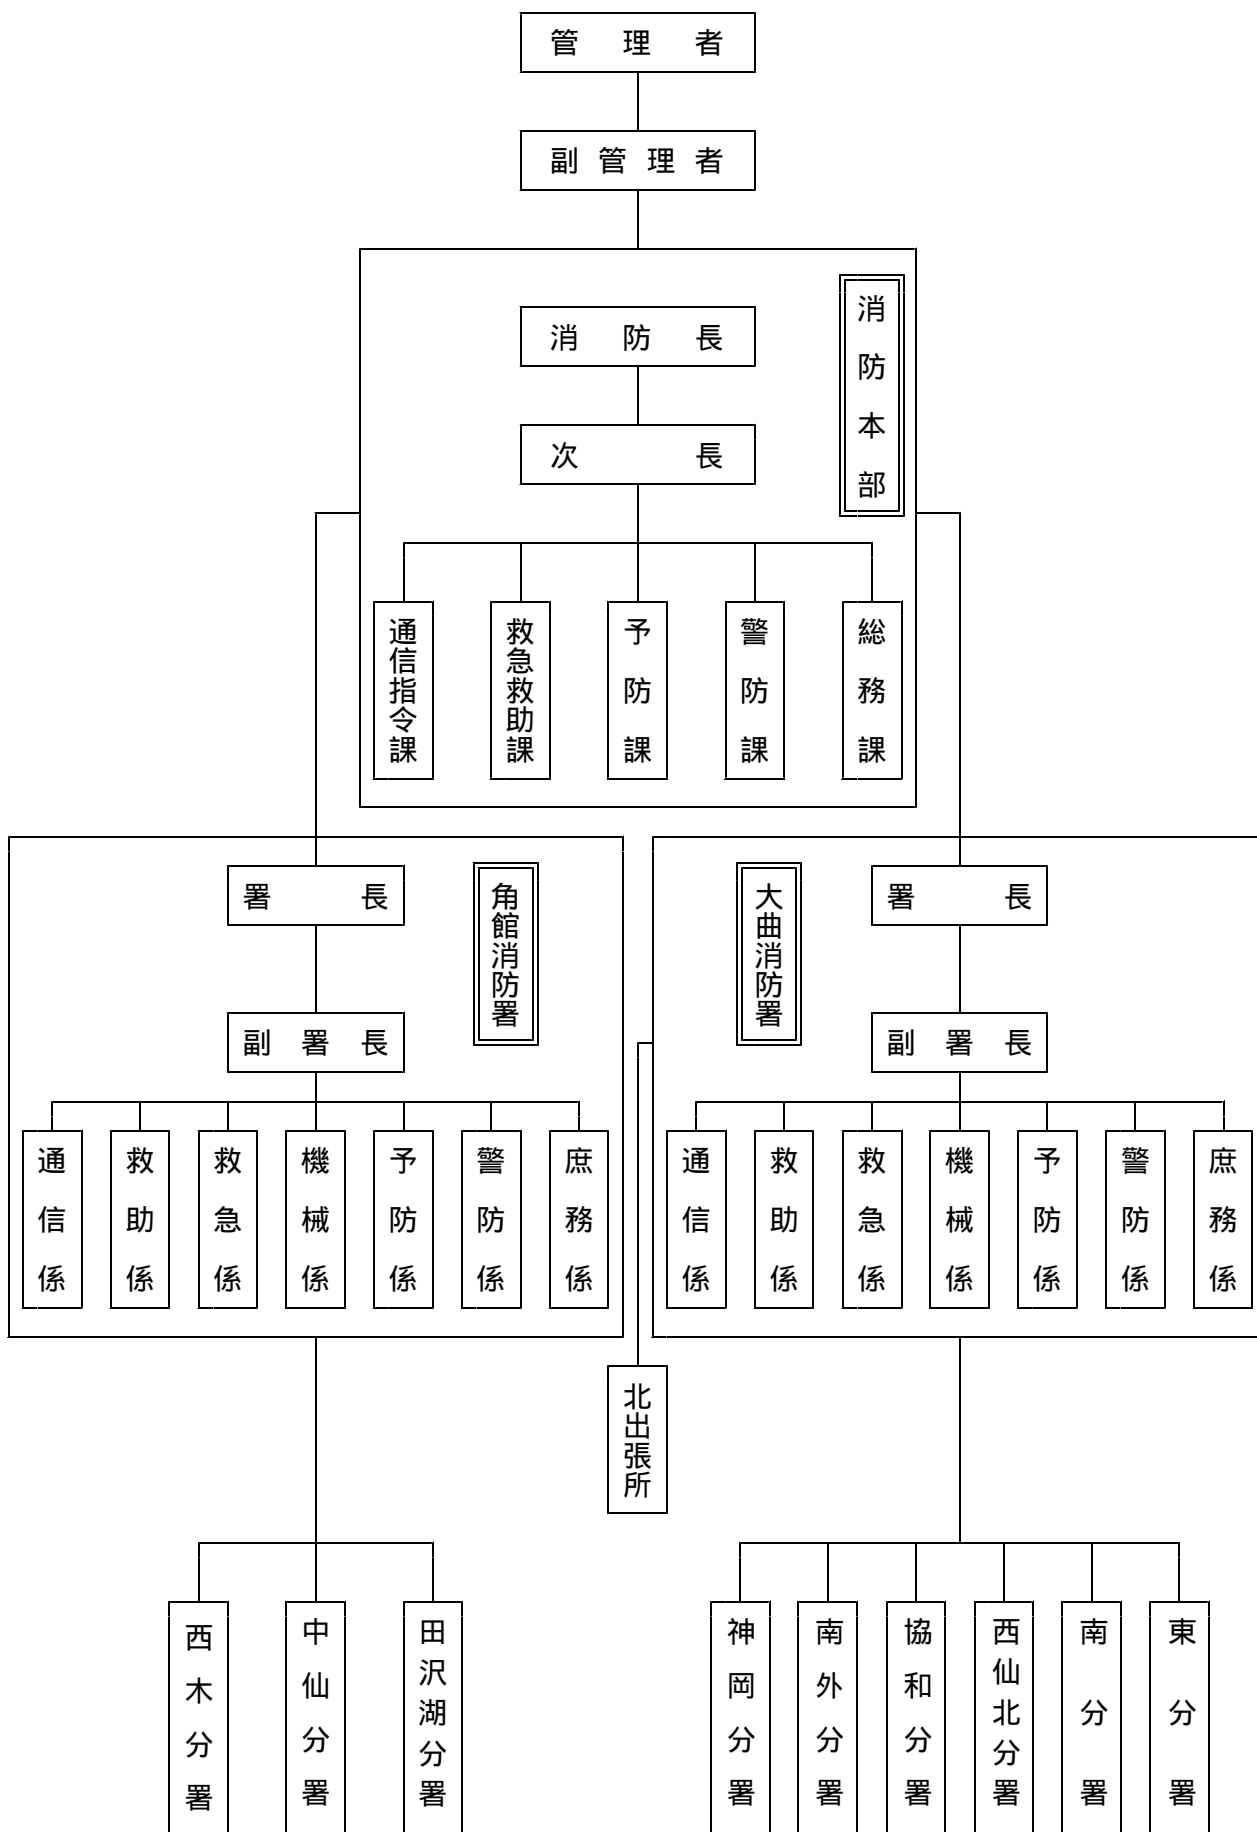 管理者
副管理者
消防本部
消防長
次長
総務課
警防課
予防課
救急救助課
通信指令課
大曲消防署
署長
副署長
庶務係
警防係
予防係
機械係
救急係
救助係
通信係
角館消防署
署長
副署長
庶務係
警防係
予防係
機械係
救急係
救助係
通信係
北出張所
東分署
南分署
西仙北分署
協和分署
南外分署
神岡分署
田沢湖分署
中仙分署
西木分署